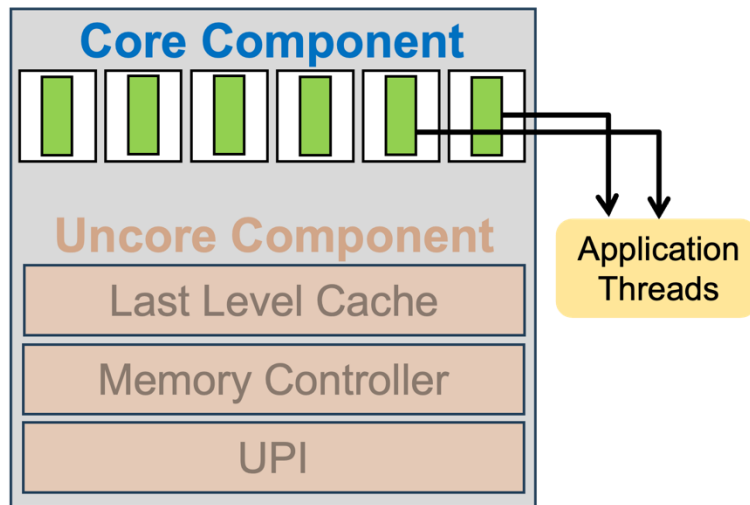 Core Component
Uncore Component
Application
Threads
Last Level Cache
Memory Controller
UPI